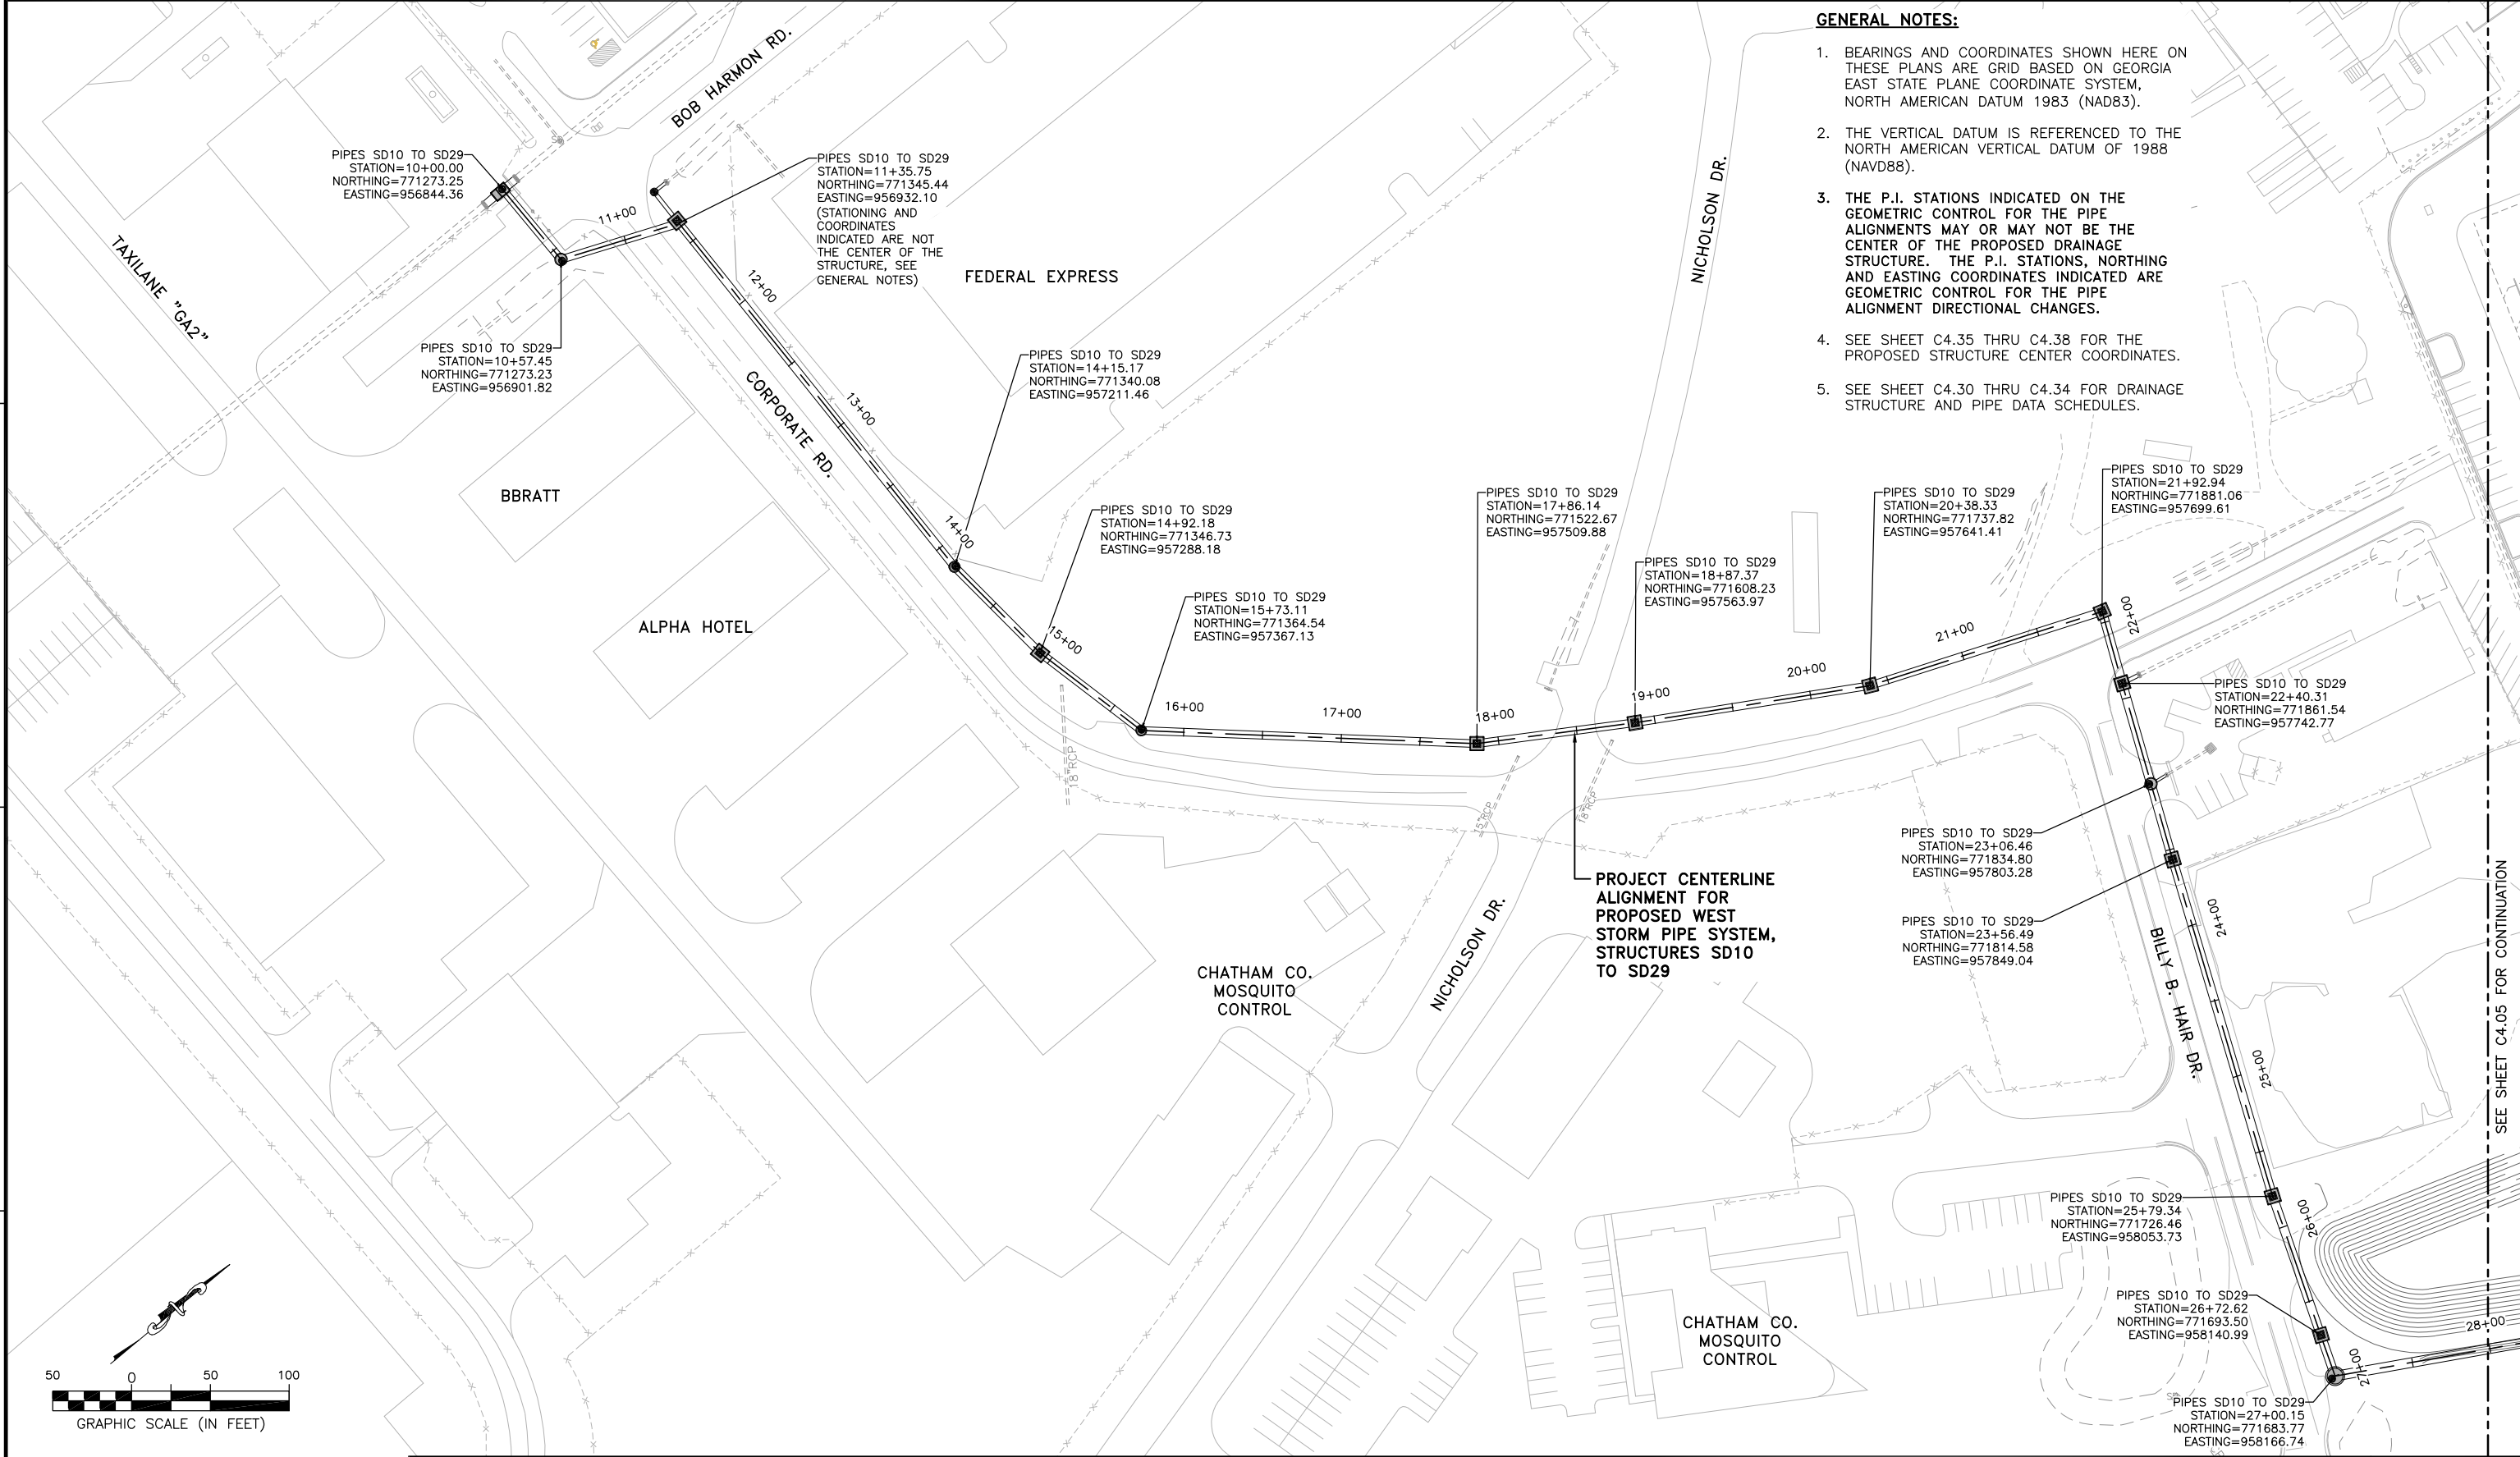 GENERAL NOTES:
1. BEARINGS AND COORDINATES SHOWN HERE ON
THESE PLANS ARE GRID BASED ON GEORGIA
EAST STATE PLANE COORDINATE SYSTEM,
NORTH AMERICAN DATUM 1983 (NAD83).
2. THE VERTICAL DATUM IS REFERENCED TO THE
NORTH AMERICAN VERTICAL DATUM OF 1988
(NAVD88).
3. THE P.I. STATIONS INDICATED ON THE
GEOMETRIC CONTROL FOR THE PIPE
ALIGNMENTS MAY OR MAY NOT BE THE
CENTER OF THE PROPOSED DRAINAGE
STRUCTURE. THE P.I. STATIONS, NORTHING
AND EASTING COORDINATES INDICATED ARE
GEOMETRIC CONTROL FOR THE PIPE
ALIGNMENT DIRECTIONAL CHANGES.
4. SEE SHEET C4.35 THRU C4.38 FOR THE
PROPOSED STRUCTURE CENTER COORDINATES.
5. SEE SHEET C4.30 THRU C4.34 FOR DRAINAGE
STRUCTURE AND PIPE DATA SCHEDULES.
BOB HARMON RD.
PIPES SD10 TO SD29
STATION=10+00.00
NORTHING=771273.25
EASTING=956844.36
PIPES SD10 TO SD29
STATION=11+35.75
NORTHING=771345.44
EASTING=956932.10
(STATIONING AND
COORDINATES
INDICATED ARE NOT
THE CENTER OF THE
STRUCTURE, SEE
GENERAL NOTES)
11+00
TAXILANE "GA2"
FEDERAL EXPRESS
12+00
NICHOLSON DR.
PIPES SD10 TO SD29
STATION=10+57.45
NORTHING=771273.23
EASTING=956901.82
PIPES SD10 TO SD29
STATION=14+15.17
NORTHING=771340.08
EASTING=957211.46
CORPORATE RD.
13+00
BBRATT
14+00
PIPES SD10 TO SD29
STATION=14+92.18
NORTHING=771346.73
EASTING=957288.18
PIPES SD10 TO SD29
STATION=17+86.14
NORTHING=771522.67
EASTING=957509.88
PIPES SD10 TO SD29
STATION=20+38.33
NORTHING=771737.82
EASTING=957641.41
PIPES SD10 TO SD29
STATION=21+92.94
NORTHING=771881.06
EASTING=957699.61
PIPES SD10 TO SD29
STATION=18+87.37
NORTHING=771608.23
EASTING=957563.97
ALPHA HOTEL
PIPES SD10 TO SD29
STATION=15+73.11
NORTHING=771364.54
EASTING=957367.13
15+00
16+00
17+00
18+00
19+00
20+00
21+00
22+00
PIPES SD10 TO SD29
STATION=22+40.31
NORTHING=771861.54
EASTING=957742.77
18"RCP
15"RCP
18"RCP
PIPES SD10 TO SD29
STATION=23+06.46
NORTHING=771834.80
EASTING=957803.28
PROJECT CENTERLINE
ALIGNMENT FOR
PROPOSED WEST
STORM PIPE SYSTEM,
STRUCTURES SD10
TO SD29
PIPES SD10 TO SD29
STATION=23+56.49
NORTHING=771814.58
EASTING=957849.04
24+00
BILLY B. HAIR DR.
SEE SHEET C4.05 FOR CONTINUATION
CHATHAM CO.
MOSQUITO
CONTROL
NICHOLSON DR.
25+00
PIPES SD10 TO SD29
STATION=25+79.34
NORTHING=771726.46
EASTING=958053.73
26+00
PIPES SD10 TO SD29
STATION=26+72.62
NORTHING=771693.50
EASTING=958140.99
CHATHAM CO.
MOSQUITO
CONTROL
28+00
27+00
PIPES SD10 TO SD29
STATION=27+00.15
NORTHING=771683.77
EASTING=958166.74
50 0 50 100
GRAPHIC SCALE (IN FEET)